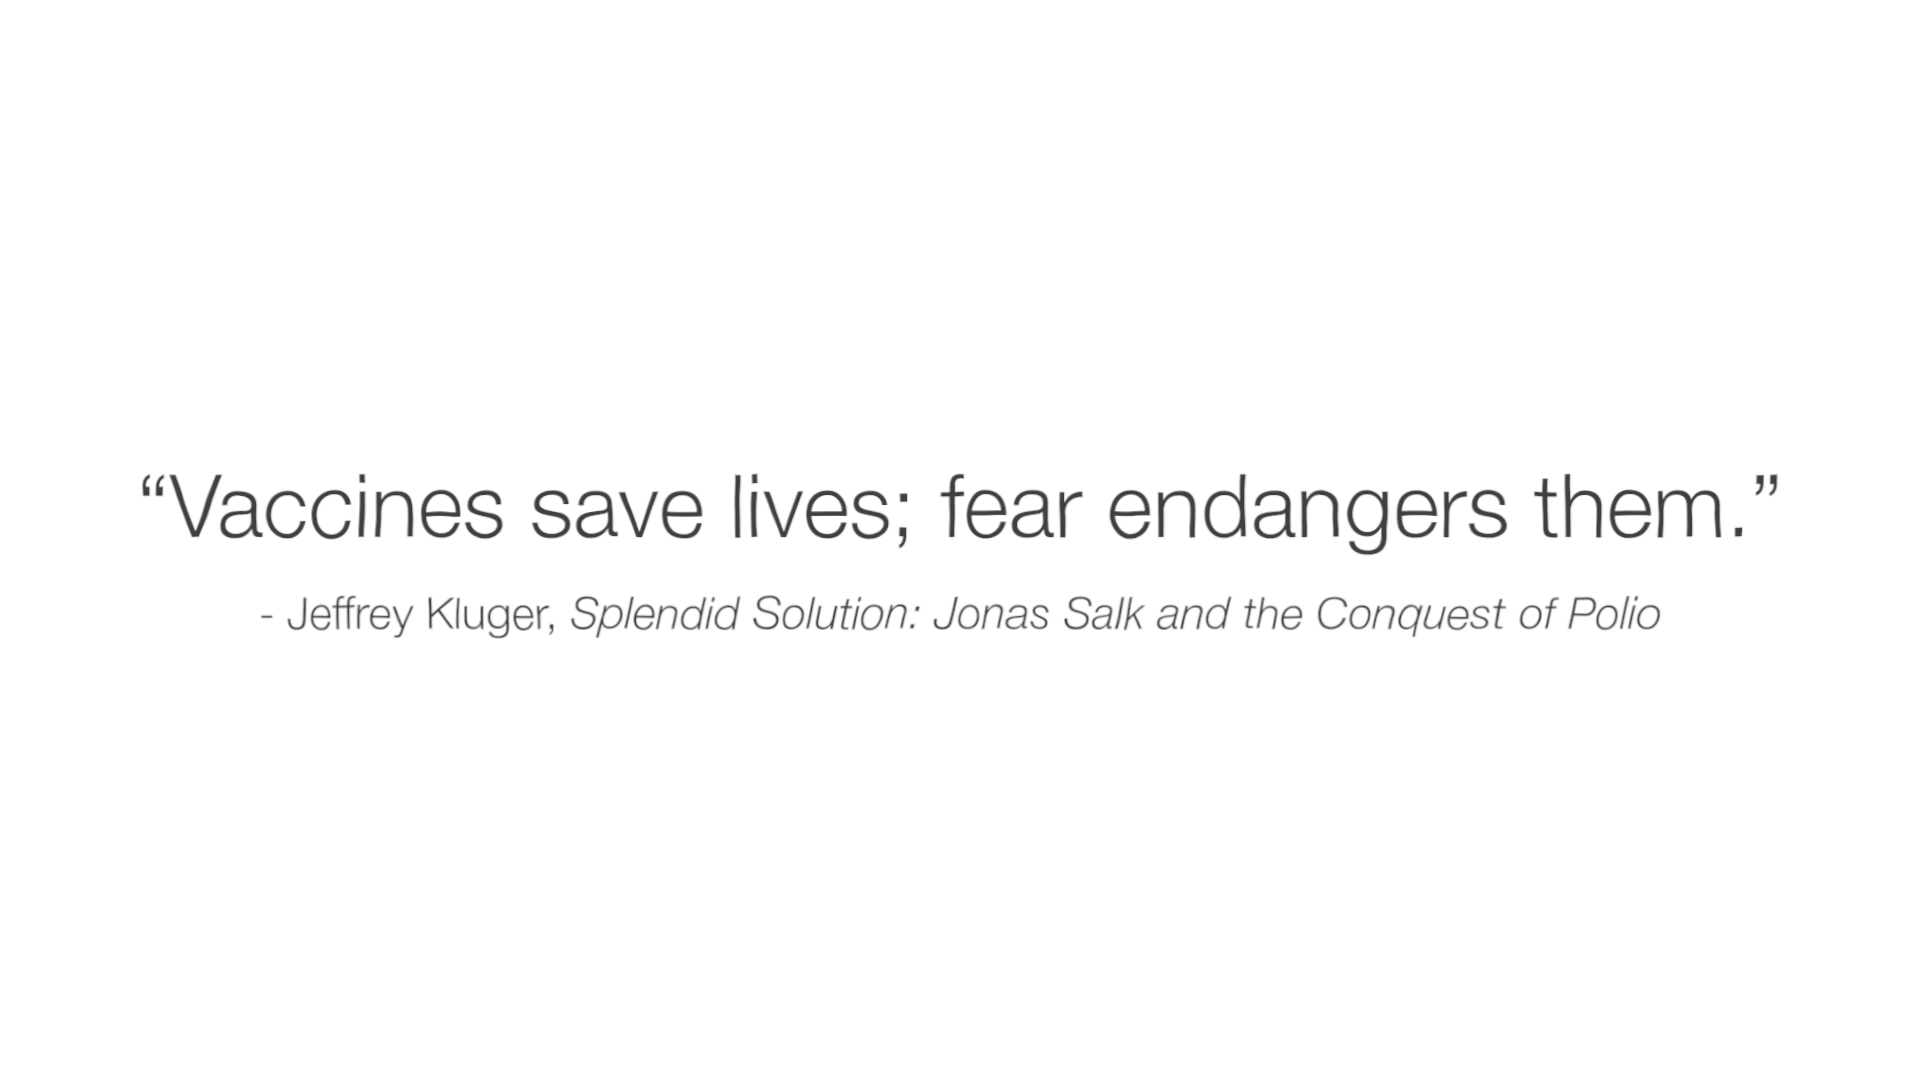 “Vaccines save lives; fear endangers them.”
- Jeffrey Kluger, Splendid Solution: Jonas Salk and the Conquest of Polio